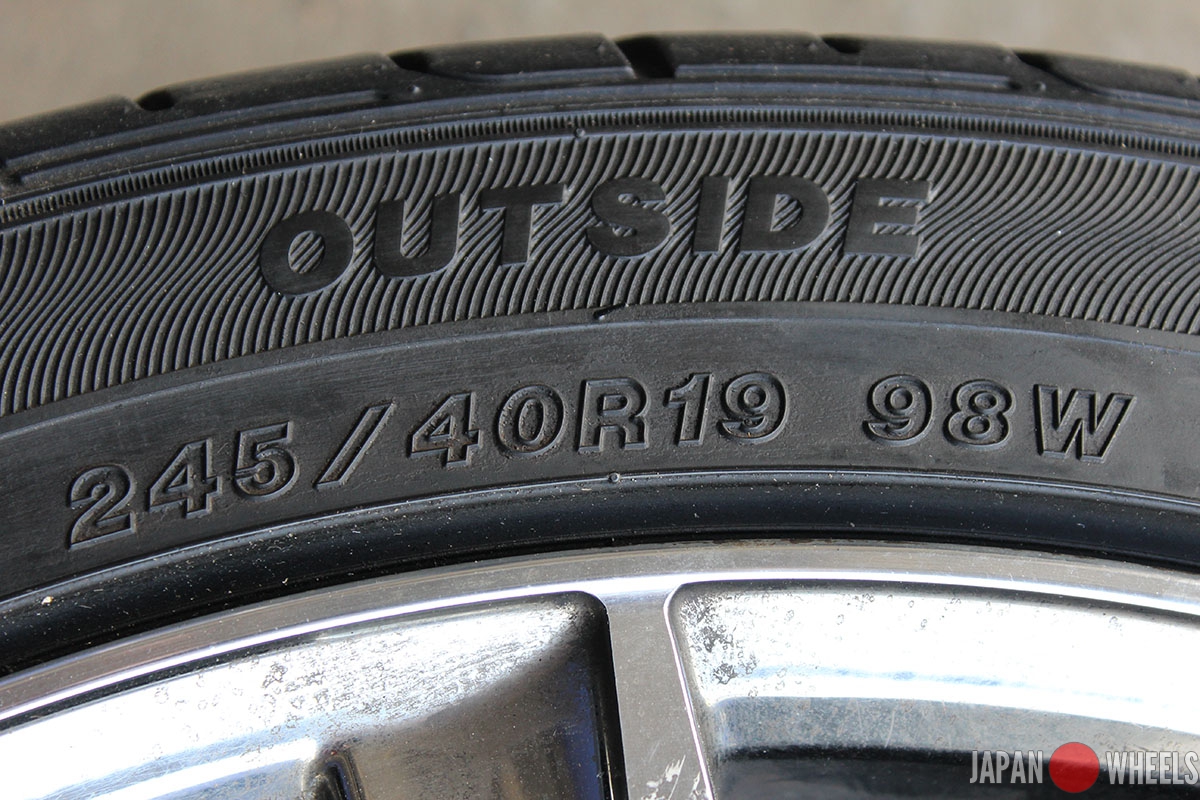 OUTSIDE
245/40R19 98W
JAPAN WHEELS